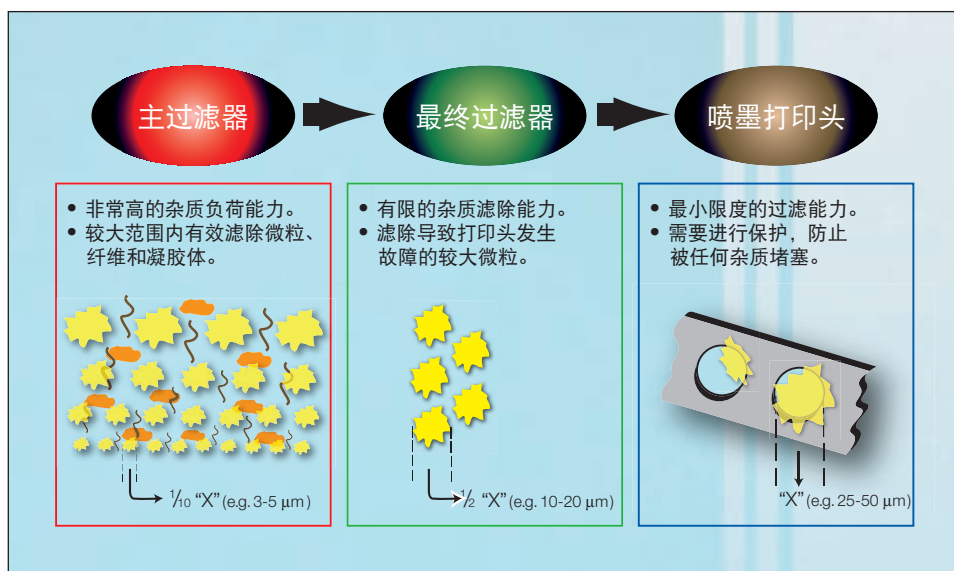 主过滤器
最终过滤器
喷墨打印头
• 非常高的杂质负荷能力。
• 较大范围内有效滤除微粒、
纤维和凝胶体。
• 有限的杂质滤除能力。
• 滤除导致打印头发生
故障的较大微粒。
• 最小限度的过滤能力。
• 需要进行保护，防止
被任何杂质堵塞。
1/10 “X” (e.g. 3-5 μm)
1/2 “X” (e.g. 10-20 μm)
“X” (e.g. 25-50 μm)